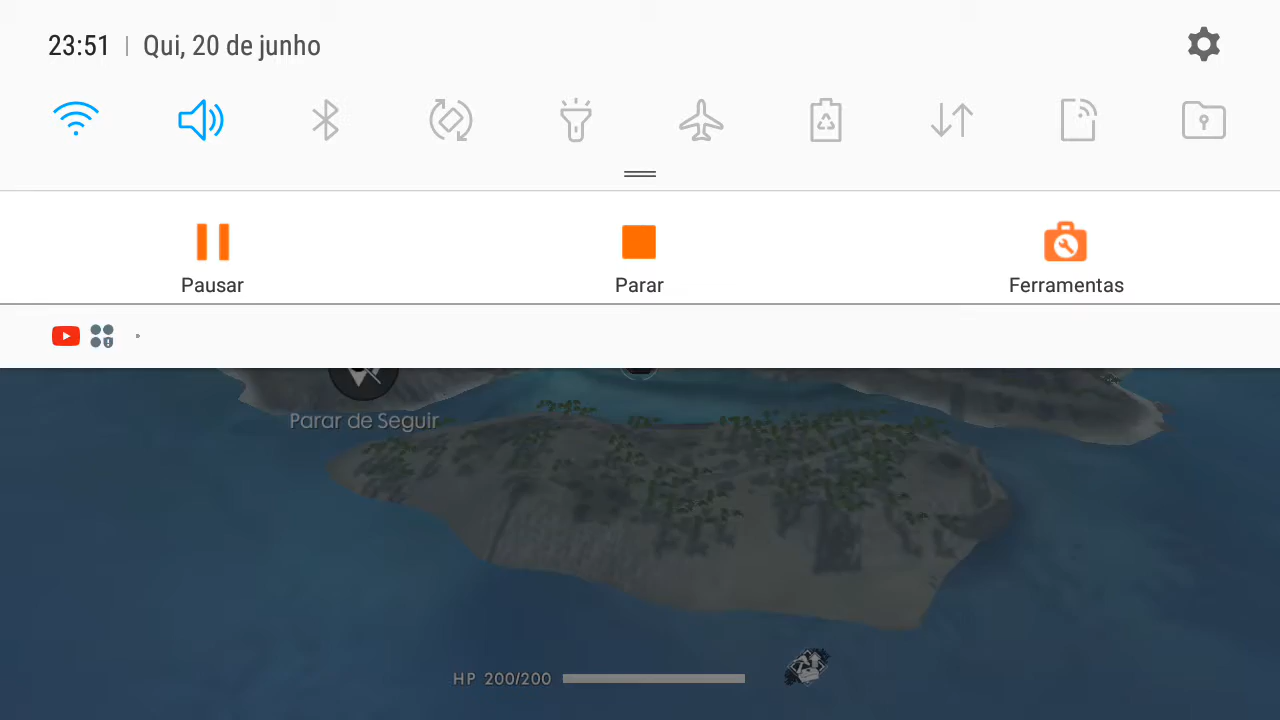 23:51 | Qui, 20 de junho
Pausar
Parar
Ferramentas
Parar de Seguir
HP 200/200